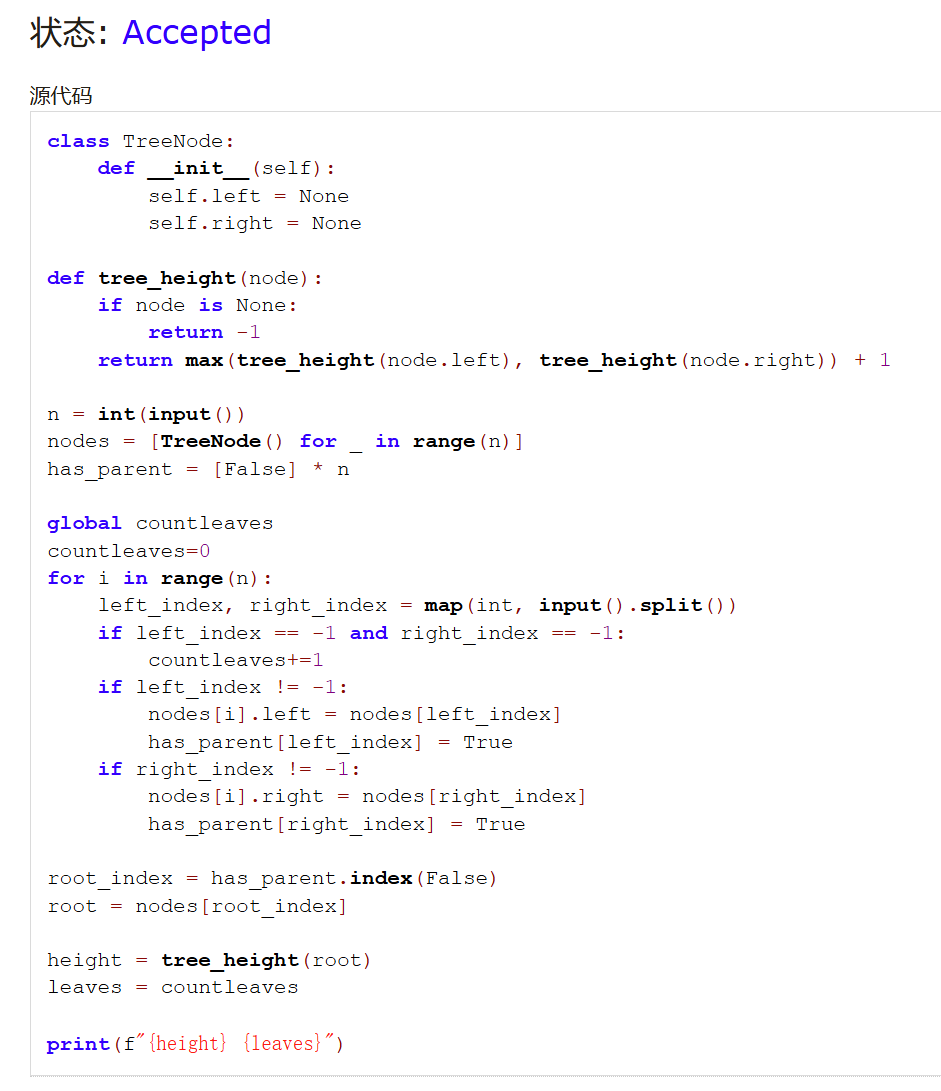 状态: Accepted
源代码
class TreeNode:
    def __init__(self):
        self.left = None
        self.right = None
def tree_height(node):
    if node is None:
        return -1
    return max(tree_height(node.left), tree_height(node.right)) + 1
n = int(input())
nodes = [TreeNode() for _ in range(n)]
has_parent = [False] * n
global countleaves
countleaves=0
for i in range(n):
    left_index, right_index = map(int, input().split())
    if left_index == -1 and right_index == -1:
        countleaves+=1
    if left_index != -1:
        nodes[i].left = nodes[left_index]
        has_parent[left_index] = True
    if right_index != -1:
        nodes[i].right = nodes[right_index]
        has_parent[right_index] = True
root_index = has_parent.index(False)
root = nodes[root_index]
height = tree_height(root)
leaves = countleaves
print(f"{height} {leaves}")